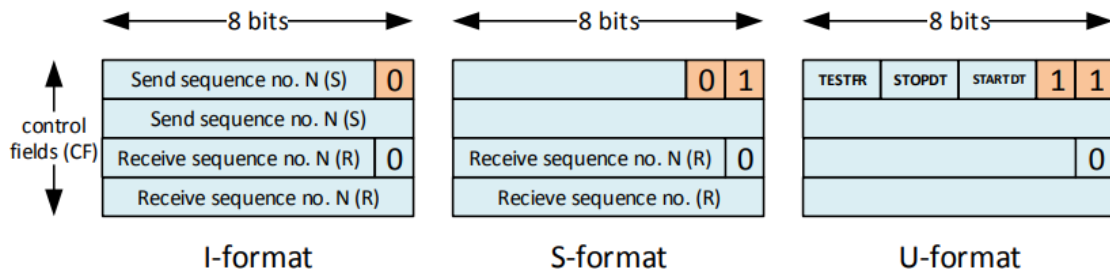 8 bits 8 bits 8 bits
Send sequence no. N (S) 0 0 1 TESTFR STOPDT STARTDT 1 1
Send sequence no. N (S)
control
fields (CF)
Receive sequence no. N (R) 0 Receive sequence no. N (R) 0 0
Receive sequence no. N (R) Recieve sequence no. (R)
I-format S-format U-format